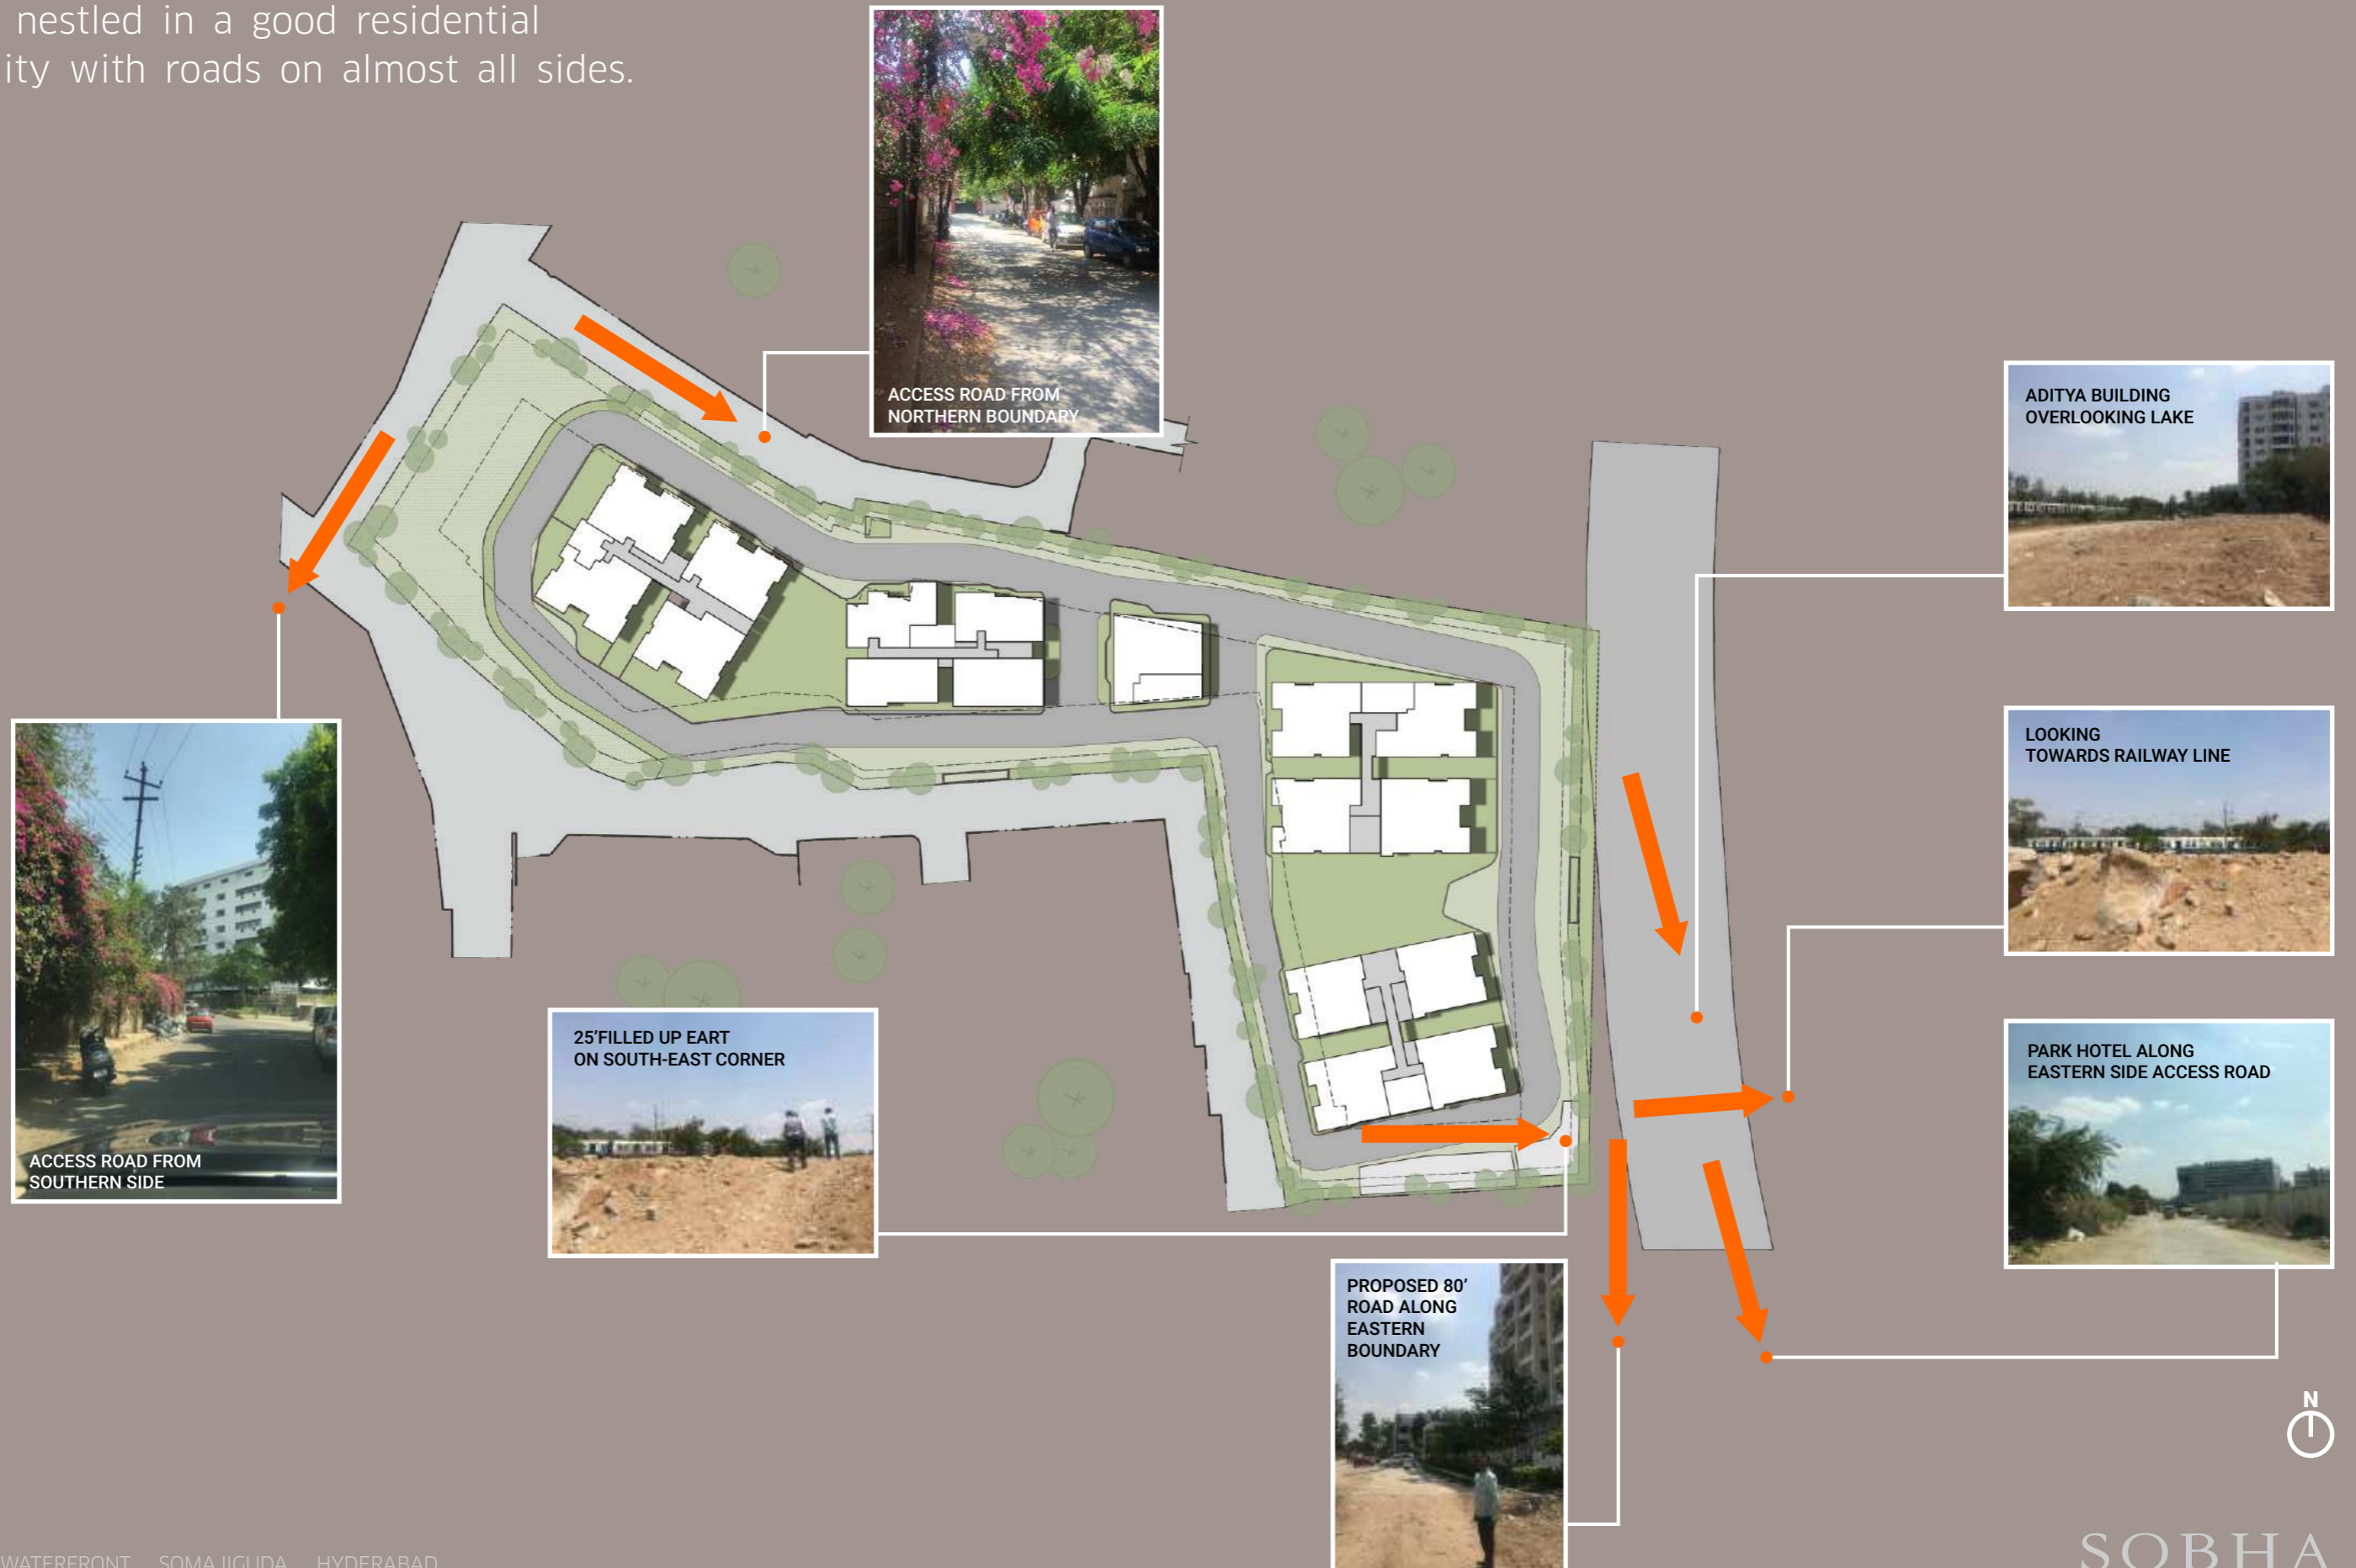 nestled in a good residential
ity with roads on almost all sides.
ACCESS ROAD FROM
NORTHERN BOUNDARY
ADITYA BUILDING
OVERLOOKING LAKE
LOOKING
TOWARDS RAILWAY LINE
PARK HOTEL ALONG
EASTERN SIDE ACCESS ROAD
ACCESS ROAD FROM
SOUTHERN SIDE
25'FILLED UP EART
ON SOUTH-EAST CORNER
PROPOSED 80'
ROAD ALONG
EASTERN
BOUNDARY
N
WATERFRONT SOMAJIGUDA HYDERABAD
SOBHA